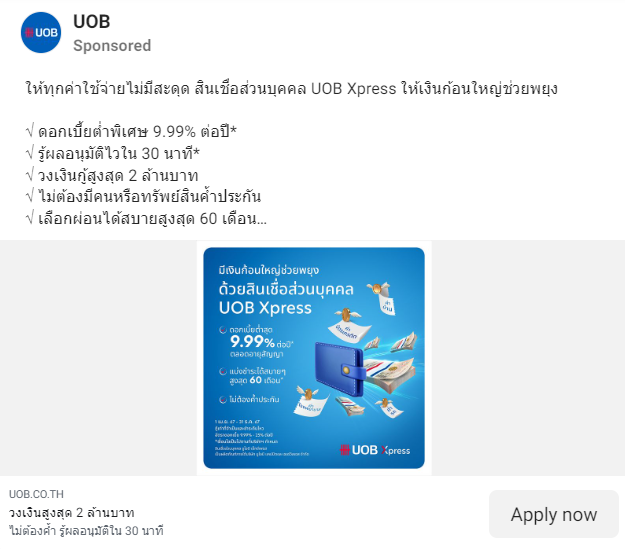 UOB
UOB
Sponsored
ให้ทุกค่าใช้จ่ายไม่มีสะดุด สินเชื่อส่วนบุคคล UOB Xpress ให้เงินก้อนใหญ่ช่วยพยุง
√ ดอกเบี้ยต่ำพิเศษ 9.99% ต่อปี*
√ รู้ผลอนุมัติไวใน 30 นาที*
√ วงเงินกู้สูงสุด 2 ล้านบาท
√ ไม่ต้องมีคนหรือทรัพย์สินค้ำประกัน
√ เลือกผ่อนได้สบายสูงสุด 60 เดือน...
มีเงินก้อนใหญ่ช่วยพยุง
ด้วยสินเชื่อส่วนบุคคล
UOB Xpress
ดอกเบี้ยต่ำสุด
9.99% ต่อปี*
ตลอดอายุสัญญา
แบ่งชำระได้สบายๆ
สูงสุด 60 เดือน*
ไม่ต้องค้ำประกัน
UOB Xpress
UOB.CO.TH
วงเงินสูงสุด 2 ล้านบาท
ไม่ต้องค้ำ รู้ผลอนุมัติใน 30 นาที
Apply now